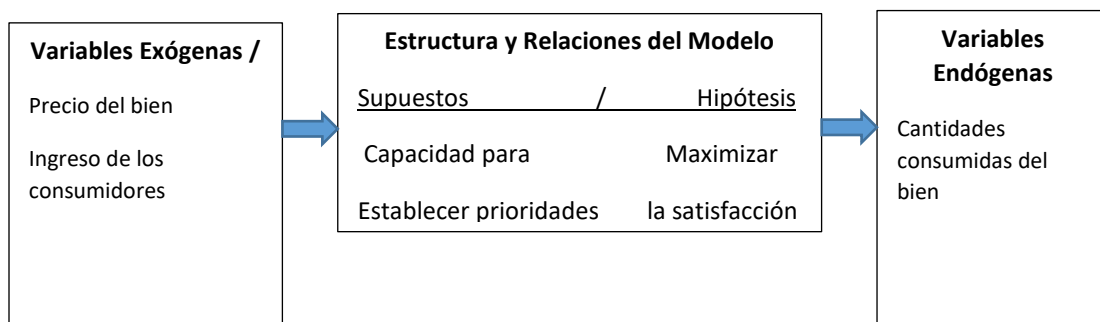 Variables Exógenas /
Precio del bien
Ingreso de los
consumidores
Estructura y Relaciones del Modelo
Supuestos / Hipótesis
Capacidad para Maximizar
Establecer prioridades la satisfacción
Variables
Endógenas
Cantidades
consumidas del
bien